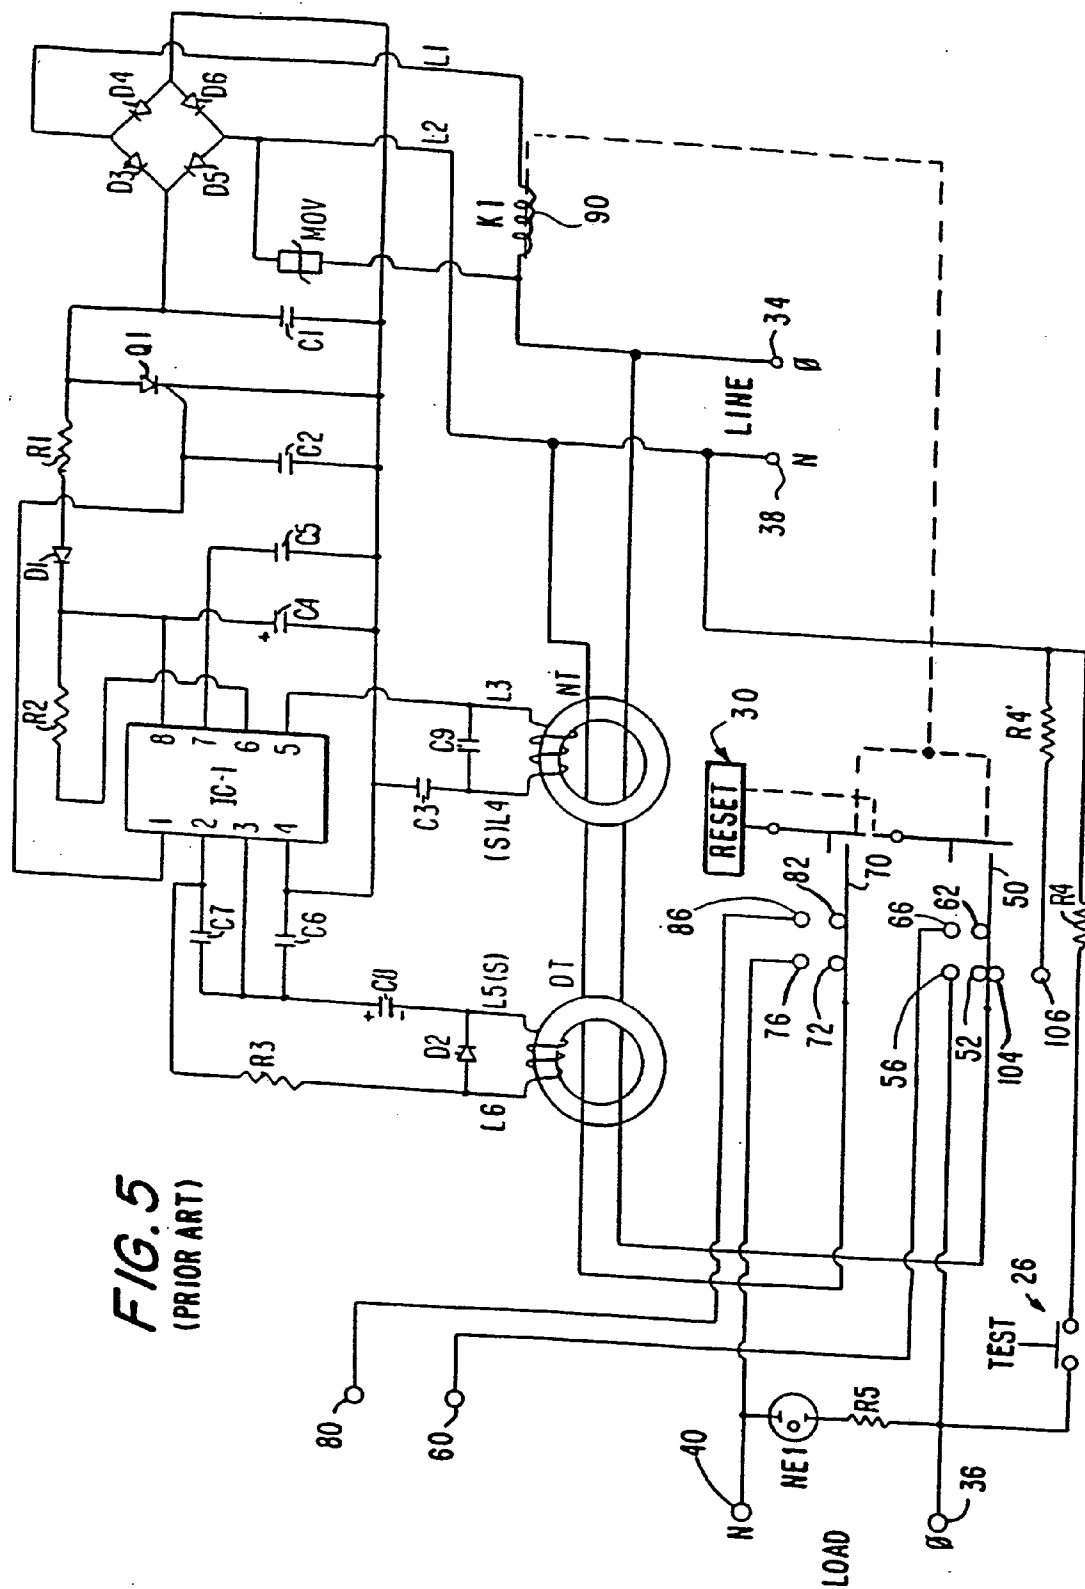 FIG. 5
(PRIOR ART)
D4
D6
D3
D5
L1
L2
MOV
K1
90
Q1
C1
R1
C2
D1
C5
C4
+
R2
IC-1
1
2
3
4
8
7
6
5
C7
C6
C8
+
-
R3
D2
L5(S)
L6
DT
C3
C9
L3
(S)L4
NT
LINE
34
Ø
38
N
RESET
30
86
82
70
76
72
66
62
50
56
52
104
106
R4'
R4
TEST
26
80
60
40
N
NE1
R5
Ø
36
LOAD